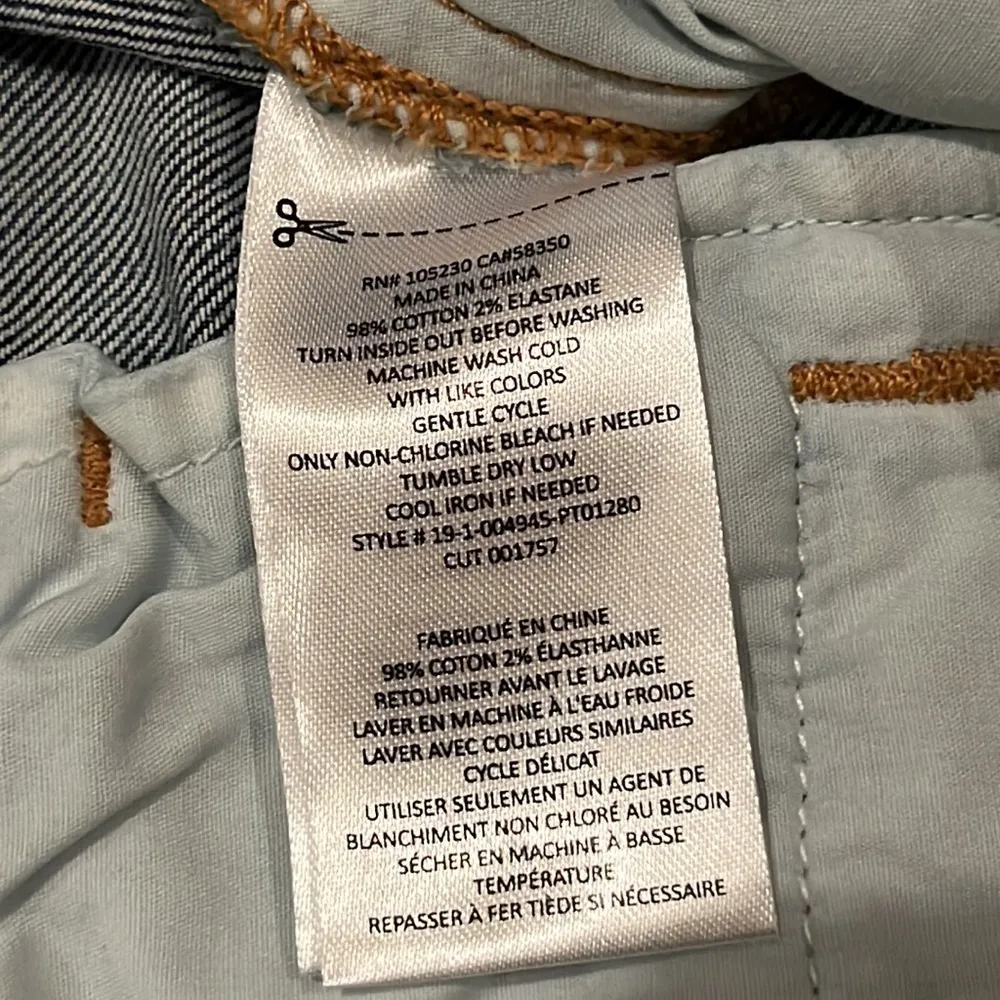 RN# 105230 CA#58350
MADE IN CHINA
98% COTTON 2% ELASTANE
TURN INSIDE OUT BEFORE WASHING
MACHINE WASH COLD
WITH LIKE COLORS
GENTLE CYCLE
ONLY NON-CHLORINE BLEACH IF NEEDED
TUMBLE DRY LOW
COOL IRON IF NEEDED
STYLE # 19-1-004945-PT01280
CUT 001757
FABRIQUÉ EN CHINE
98% COTON 2% ÉLASTHANNE
RETOURNER AVANT LE LAVAGE
LAVER EN MACHINE À L'EAU FROIDE
LAVER AVEC COULEURS SIMILAIRES
CYCLE DÉLICAT
UTILISER SEULEMENT UN AGENT DE
BLANCHIMENT NON CHLORÉ AU BESOIN
SÉCHER EN MACHINE À BASSE
TEMPÉRATURE
REPASSER À FER TIÈDE SI NÉCESSAIRE